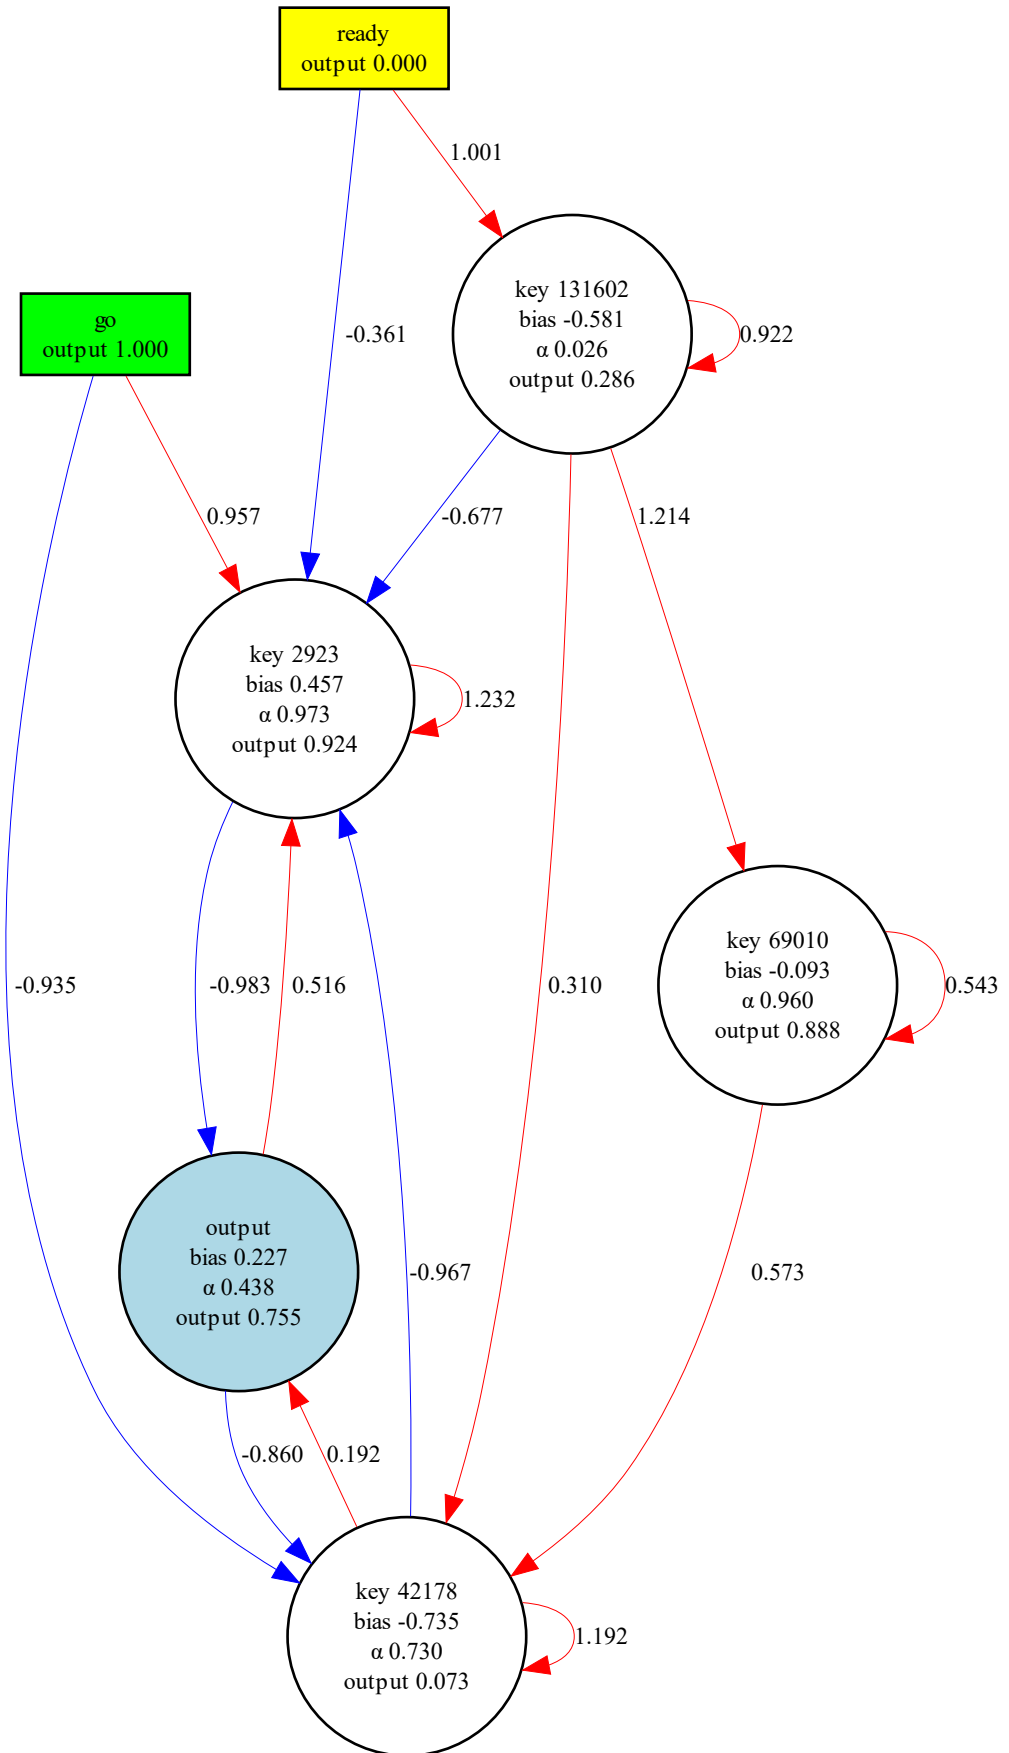 ready
output 0.000
1.001
key 131602
bias -0.581
α 0.026
output 0.286
0.922
go
output 1.000
-0.361
0.957
-0.677
1.214
key 2923
bias 0.457
α 0.973
output 0.924
1.232
key 69010
bias -0.093
α 0.960
output 0.888
0.543
-0.935
-0.983
0.516
0.310
output
bias 0.227
α 0.438
output 0.755
-0.967
0.573
-0.860
0.192
key 42178
bias -0.735
α 0.730
output 0.073
1.192